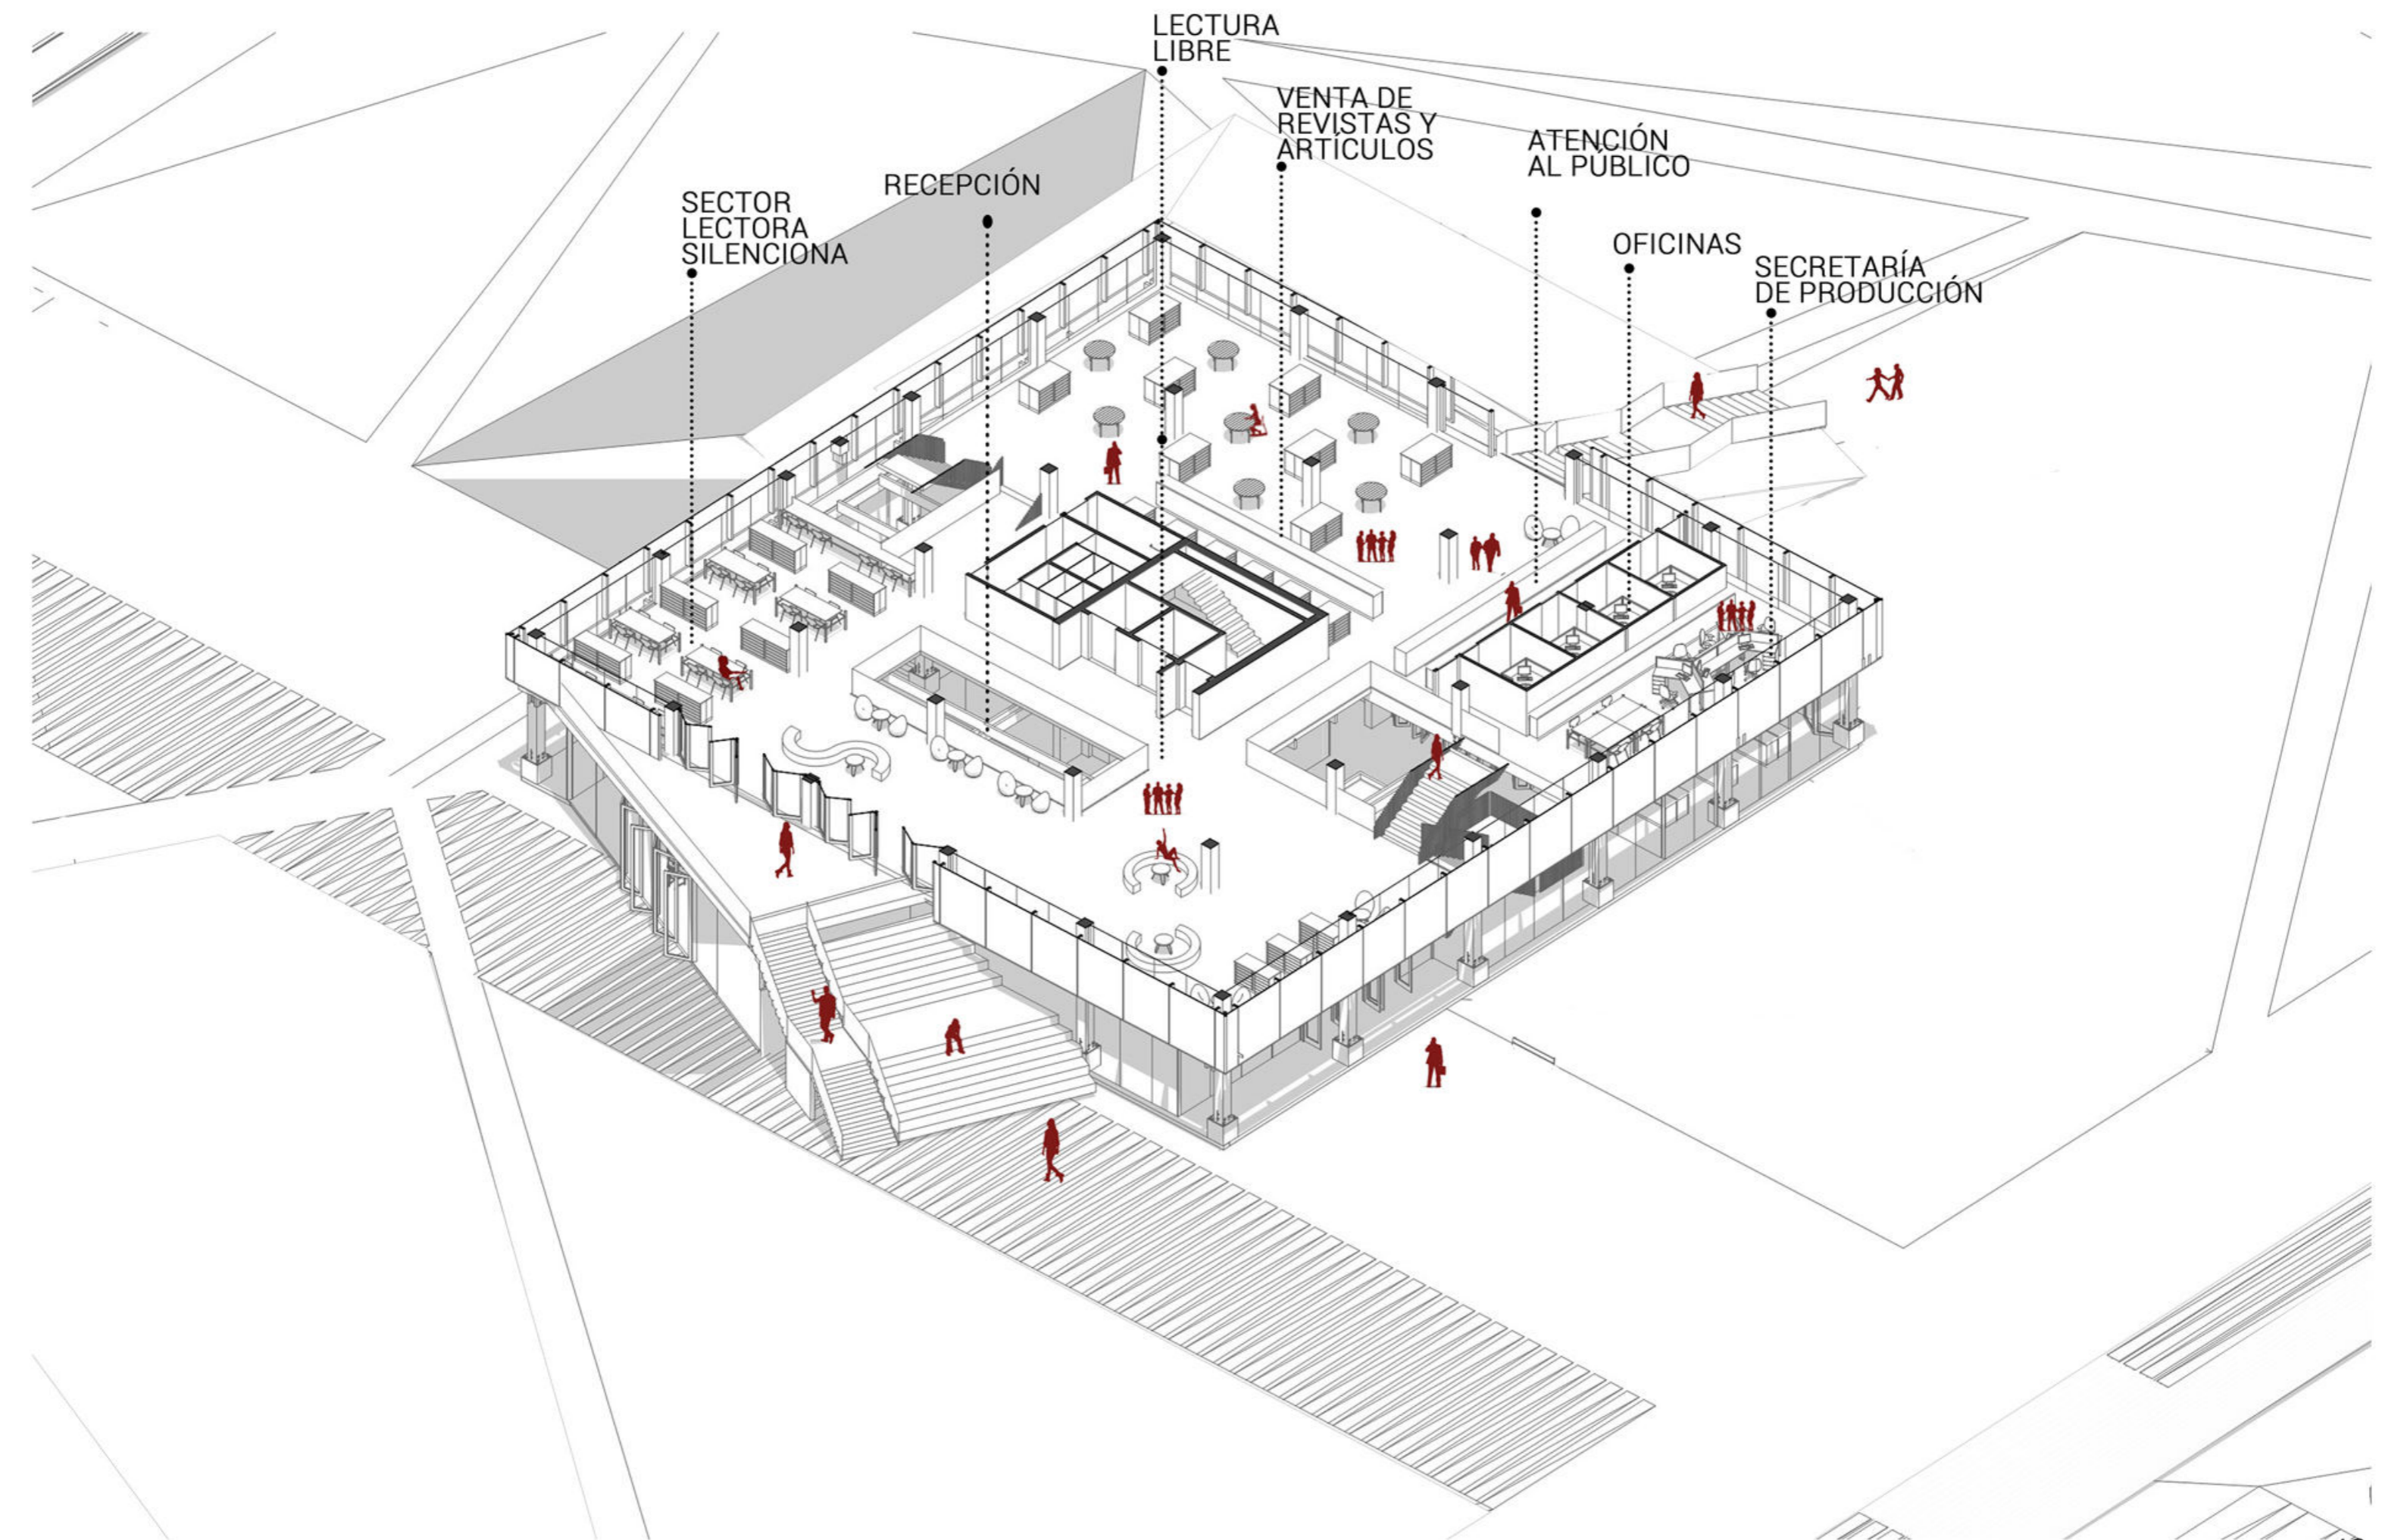 LECTURA
LIBRE
VENTA DE
REVISTAS Y
ARTÍCULOS
ATENCIÓN
AL PÚBLICO
RECEPCIÓN
SECTOR
LECTORA
SILENCIONA
OFICINAS
SECRETARÍA
DE PRODUCCIÓN